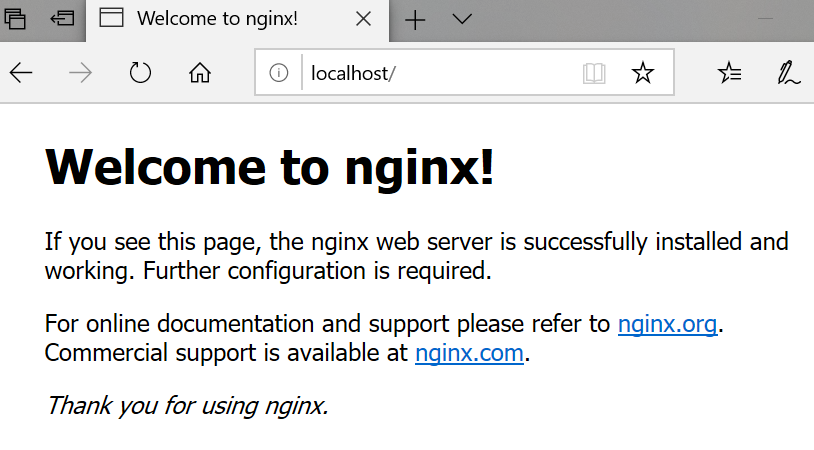 Welcome to nginx!
localhost/
Welcome to nginx!
If you see this page, the nginx web server is successfully installed and
working. Further configuration is required.
For online documentation and support please refer to nginx.org.
Commercial support is available at nginx.com.
Thank you for using nginx.